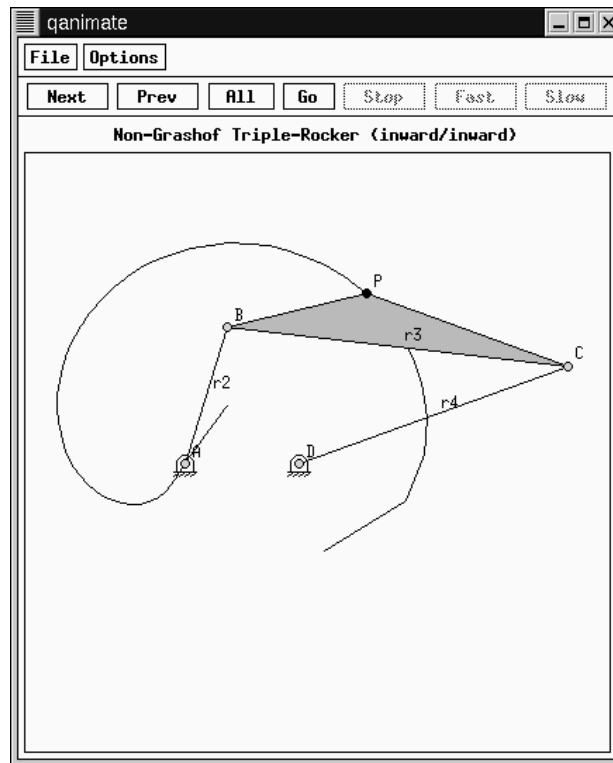 qanimate
File Options
Next Prev All Go Stop Fast Slow
Non-Grashof Triple-Rocker (inward/inward)
P
B
r3
C
r2
r4
A D